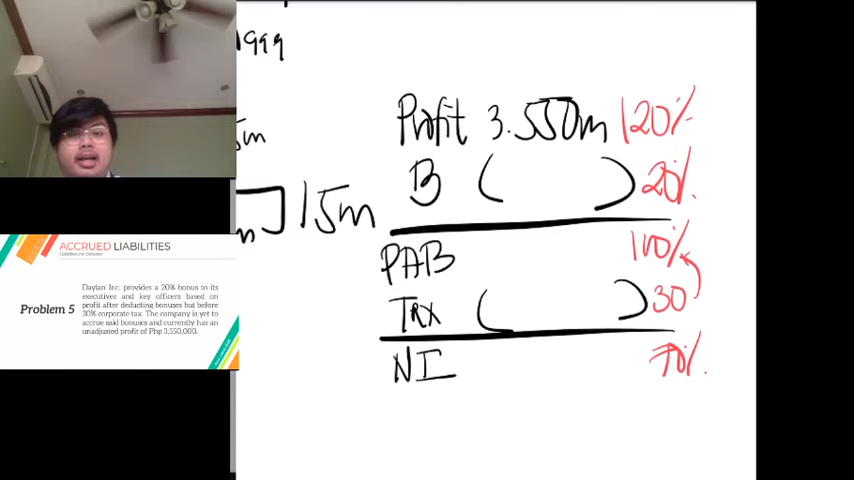 1999
5m
15m
m
Profit 3.550m 120%
B ( ) 20%
PAB 100%
TAX ( ) 30
NI 70%
ACCRUED LIABILITIES
Liabilities for Bonuses
Problem 5
Daylan Inc. provides a 20% bonus to its
executives and key officers based on
profit after deducting bonuses but before
30% corporate tax. The company is yet to
accrue said bonuses and currently has an
unadjusted profit of Php 3,550,000.